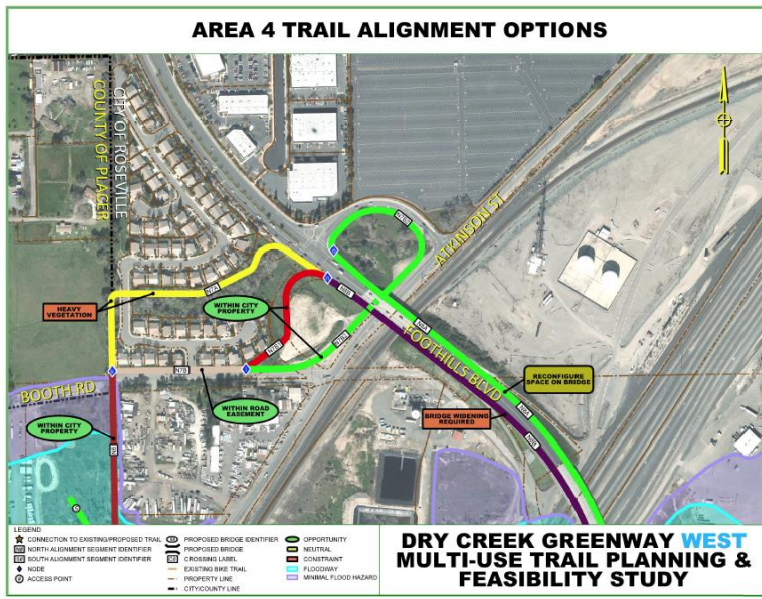 AREA 4 TRAIL ALIGNMENT OPTIONS
CITY OF ROSEVILLE
COUNTY OF PLACER
ATKINSON ST
HEAVY
VEGETATION
N7A
WITHIN CITY
PROPERTY
FOOTHILLS BLVD
RECONFIGURE
SPACE ON BRIDGE
BOOTH RD
N7B
WITHIN ROAD
EASEMENT
BRIDGE WIDENING
REQUIRED
WITHIN CITY
PROPERTY
LEGEND
CONNECTION TO EXISTING/PROPOSED TRAIL
NORTH ALIGNMENT SEGMENT IDENTIFIER
SOUTH ALIGNMENT SEGMENT IDENTIFIER
NODE
ACCESS POINT
PROPOSED BRIDGE IDENTIFIER
PROPOSED BRIDGE
CROSSING LABEL
EXISTING BIKE TRAIL
PROPERTY LINE
CITY/COUNTY LINE
OPPORTUNITY
NEUTRAL
CONSTRAINT
FLOODWAY
MINIMAL FLOOD HAZARD
DRY CREEK GREENWAY WEST
MULTI-USE TRAIL PLANNING &
FEASIBILITY STUDY